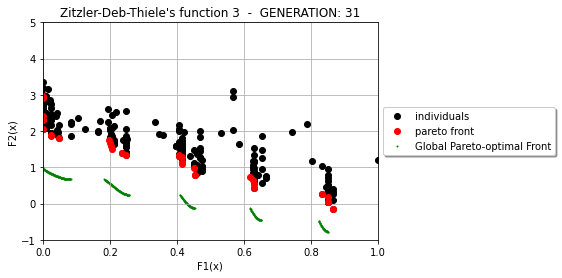 Zitzler-Deb-Thiele's function 3 - GENERATION: 31
5
4
3
2
1
0
−1
F2(x)
0.0 0.2 0.4 0.6 0.8 1.0
F1(x)
individuals
pareto front
Global Pareto-optimal Front